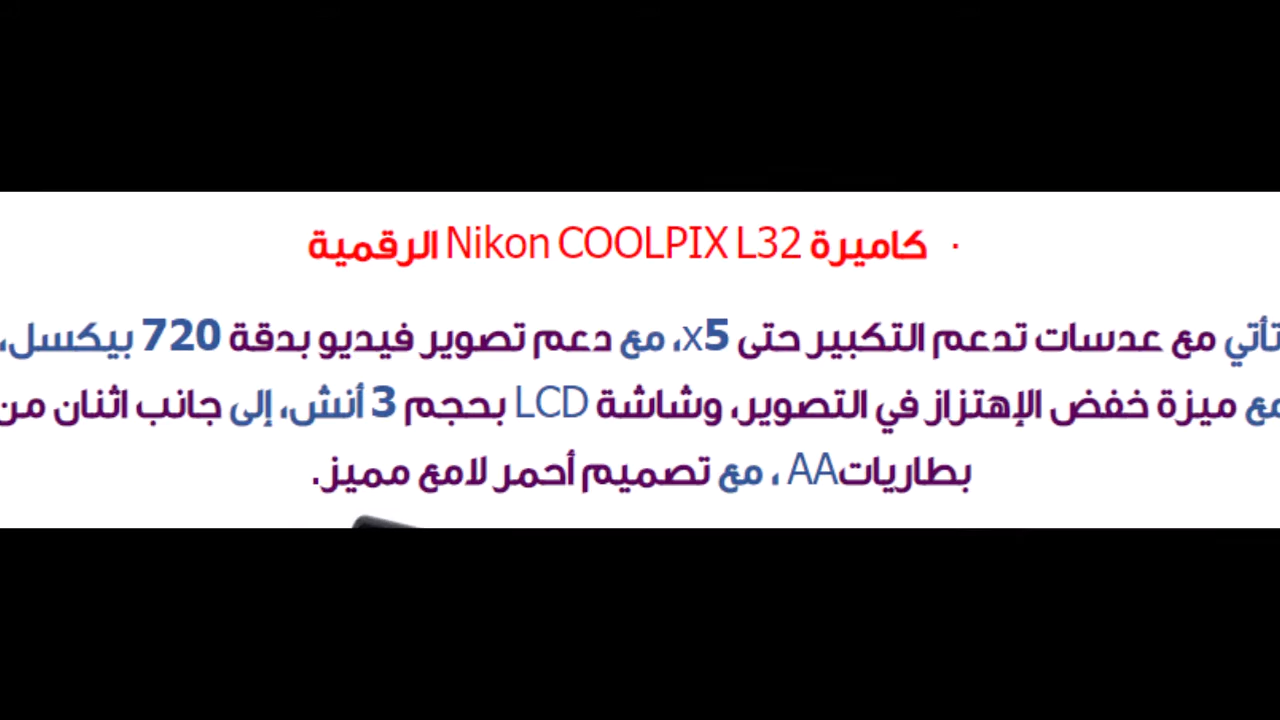 · كاميرة Nikon COOLPIX L32 الرقمية
تأتي مع عدسات تدعم التكبير حتى 5x، مع دعم تصوير فيديو بدقة 720 بيكسل،
مع ميزة خفض الإهتزاز في التصوير، وشاشة LCD بحجم 3 أنش، إلى جانب اثنان من
بطارياتAA ، مع تصميم أحمر لامع مميز.